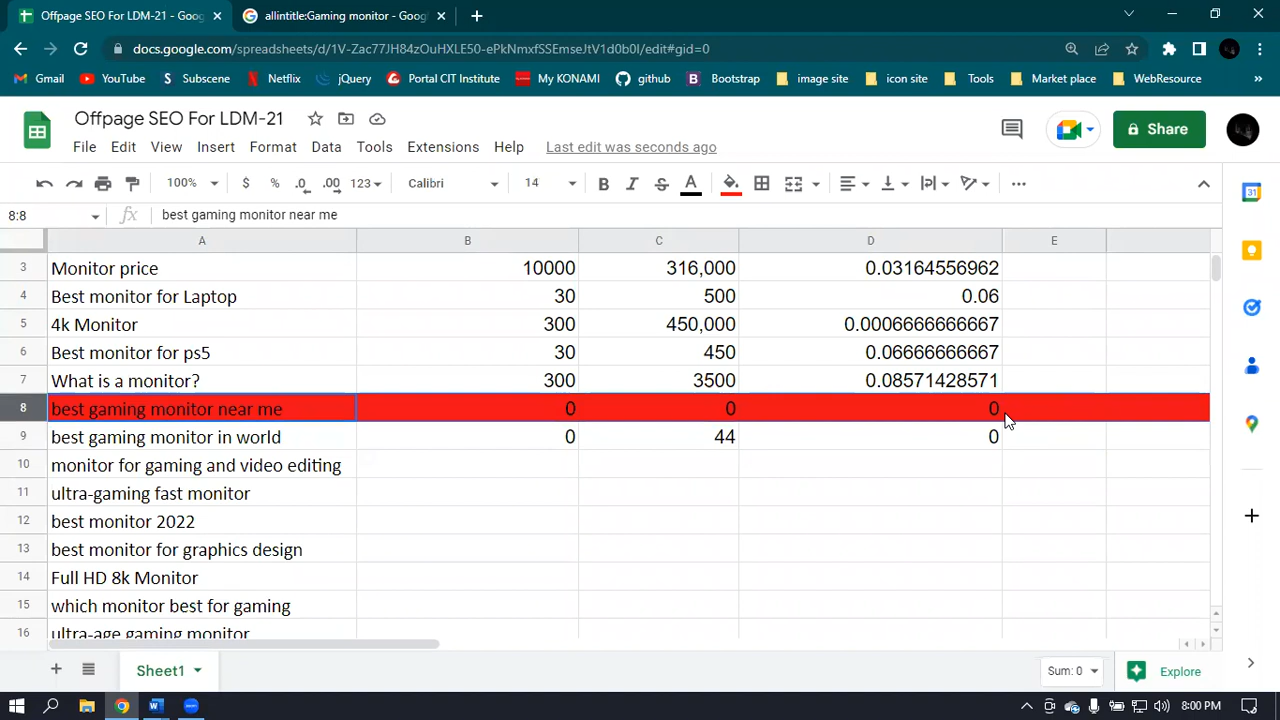 Offpage SEO For LDM-21 - Goog
allintitle:Gaming monitor - Goog
docs.google.com/spreadsheets/d/1V-Zac77JH84zOuHXLE50-ePkNmxfSSEmseJtV1d0b0I/edit#gid=0
Gmail YouTube Subscene Netflix jQuery Portal CIT Institute My KONAMI github Bootstrap image site icon site Tools Market place WebResource »
Offpage SEO For LDM-21
Share
File Edit View Insert Format Data Tools Extensions Help Last edit was seconds ago
100% $ % .0 .00 123 Calibri 14 B I S A
8:8 fx best gaming monitor near me
A B C D E
3 Monitor price 10000 316,000 0.03164556962
4 Best monitor for Laptop 30 500 0.06
5 4k Monitor 300 450,000 0.0006666666667
6 Best monitor for ps5 30 450 0.06666666667
7 What is a monitor? 300 3500 0.08571428571
8 best gaming monitor near me 0 0 0
9 best gaming monitor in world 0 44 0
10 monitor for gaming and video editing
11 ultra-gaming fast monitor
12 best monitor 2022
13 best monitor for graphics design
14 Full HD 8k Monitor
15 which monitor best for gaming
16 ultra-age gaming monitor
Sheet1
Sum: 0
Explore
31
8:00 PM